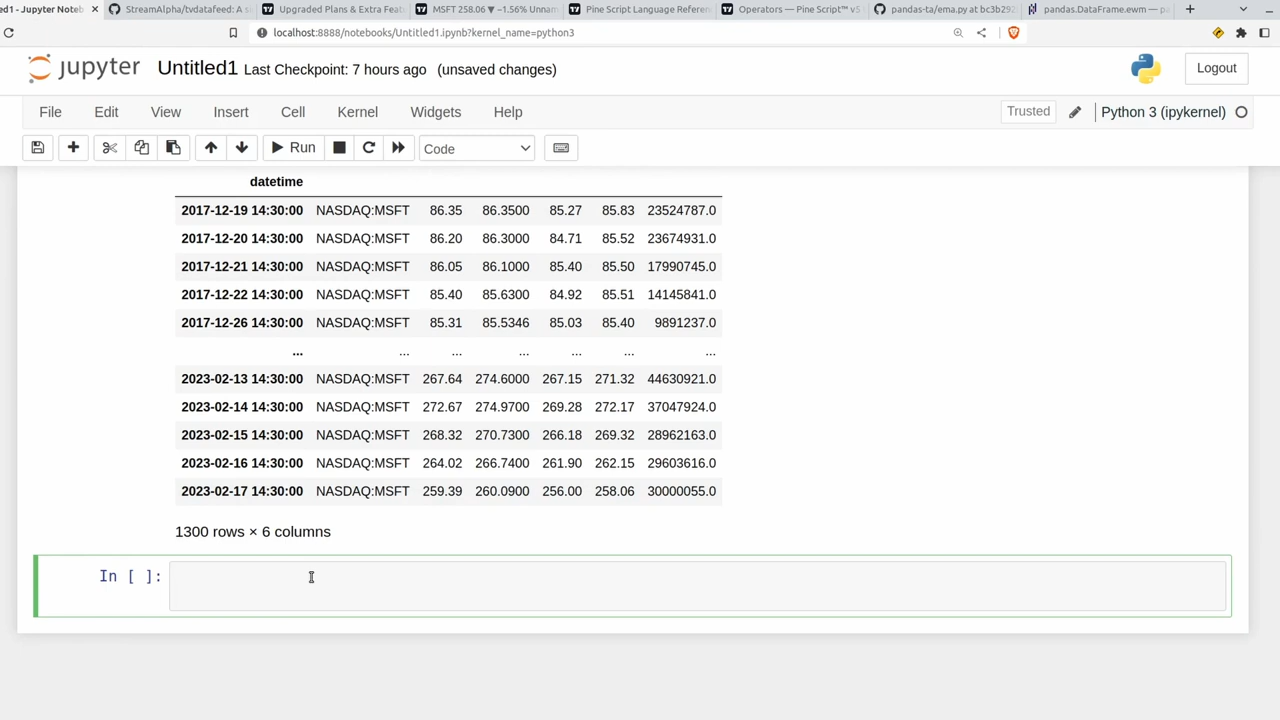 ed1 - Jupyter Noteb
StreamAlpha/tvdatafeed: A s
Upgraded Plans & Extra Feat
MSFT 258.06 ▼ −1.56% Unnam
Pine Script Language Referen
Operators — Pine Script™ v5
pandas-ta/ema.py at bc3b292
pandas.DataFrame.ewm — pa
localhost:8888/notebooks/Untitled1.ipynb?kernel_name=python3
jupyter Untitled1 Last Checkpoint: 7 hours ago (unsaved changes)
Logout
File Edit View Insert Cell Kernel Widgets Help
Trusted
Python 3 (ipykernel)
Run
Code
datetime
2017-12-19 14:30:00 NASDAQ:MSFT 86.35 86.3500 85.27 85.83 23524787.0
2017-12-20 14:30:00 NASDAQ:MSFT 86.20 86.3000 84.71 85.52 23674931.0
2017-12-21 14:30:00 NASDAQ:MSFT 86.05 86.1000 85.40 85.50 17990745.0
2017-12-22 14:30:00 NASDAQ:MSFT 85.40 85.6300 84.92 85.51 14145841.0
2017-12-26 14:30:00 NASDAQ:MSFT 85.31 85.5346 85.03 85.40 9891237.0
... ... ... ... ... ... ...
2023-02-13 14:30:00 NASDAQ:MSFT 267.64 274.6000 267.15 271.32 44630921.0
2023-02-14 14:30:00 NASDAQ:MSFT 272.67 274.9700 269.28 272.17 37047924.0
2023-02-15 14:30:00 NASDAQ:MSFT 268.32 270.7300 266.18 269.32 28962163.0
2023-02-16 14:30:00 NASDAQ:MSFT 264.02 266.7400 261.90 262.15 29603616.0
2023-02-17 14:30:00 NASDAQ:MSFT 259.39 260.0900 256.00 258.06 30000055.0
1300 rows × 6 columns
In [ ]: